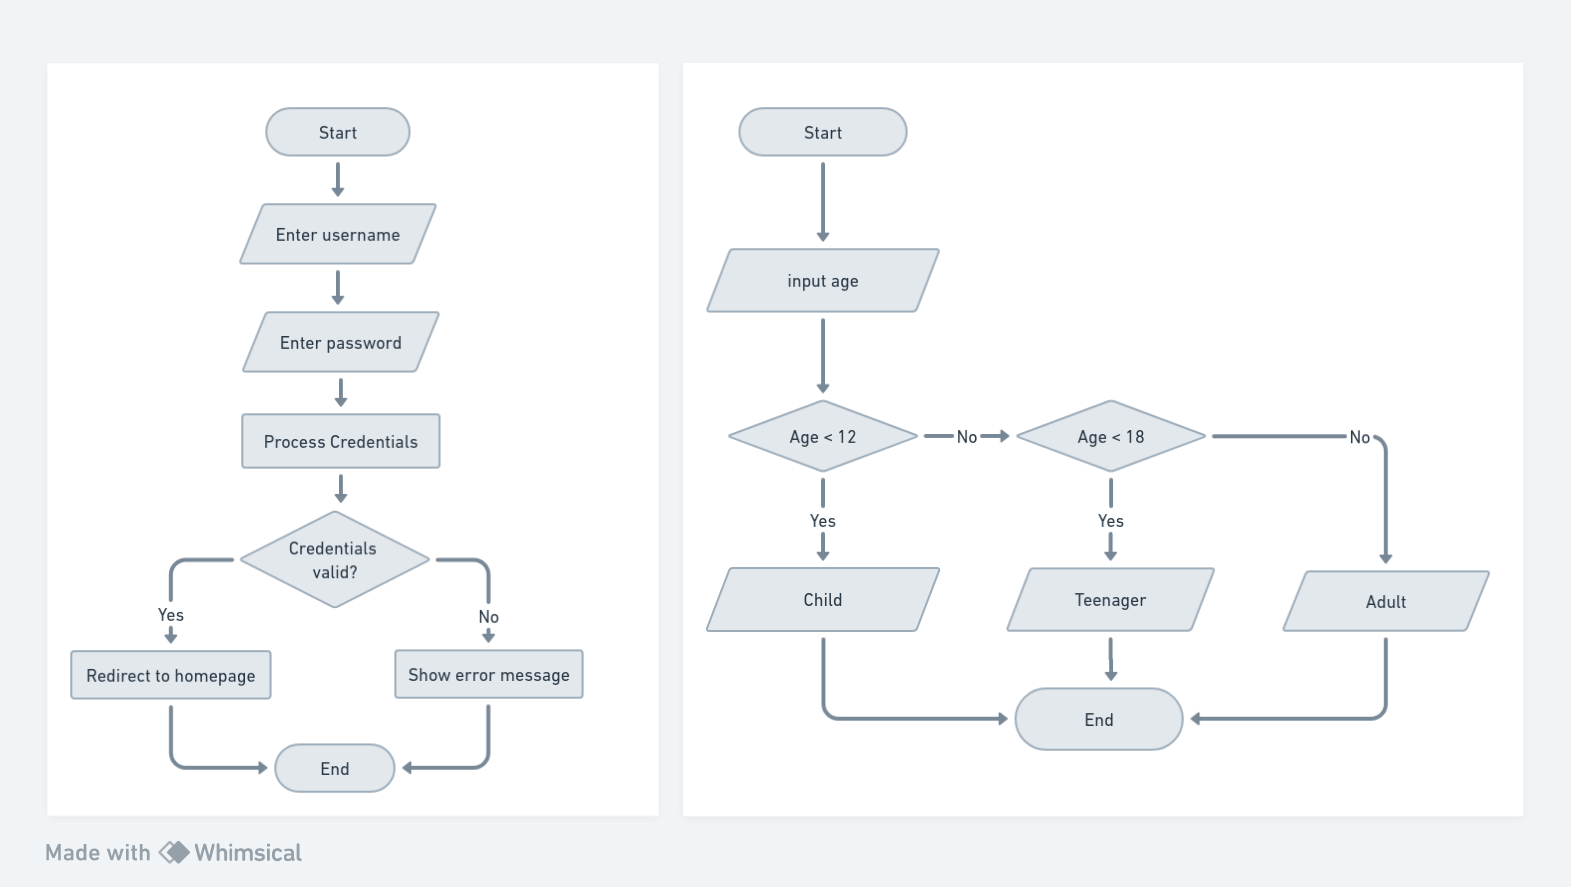 Start
Enter username
Enter password
Process Credentials
Credentials
valid?
Yes
No
Redirect to homepage
Show error message
End
Start
input age
Age < 12
No
Age < 18
No
Yes
Yes
Child
Teenager
Adult
End
Made with Whimsical